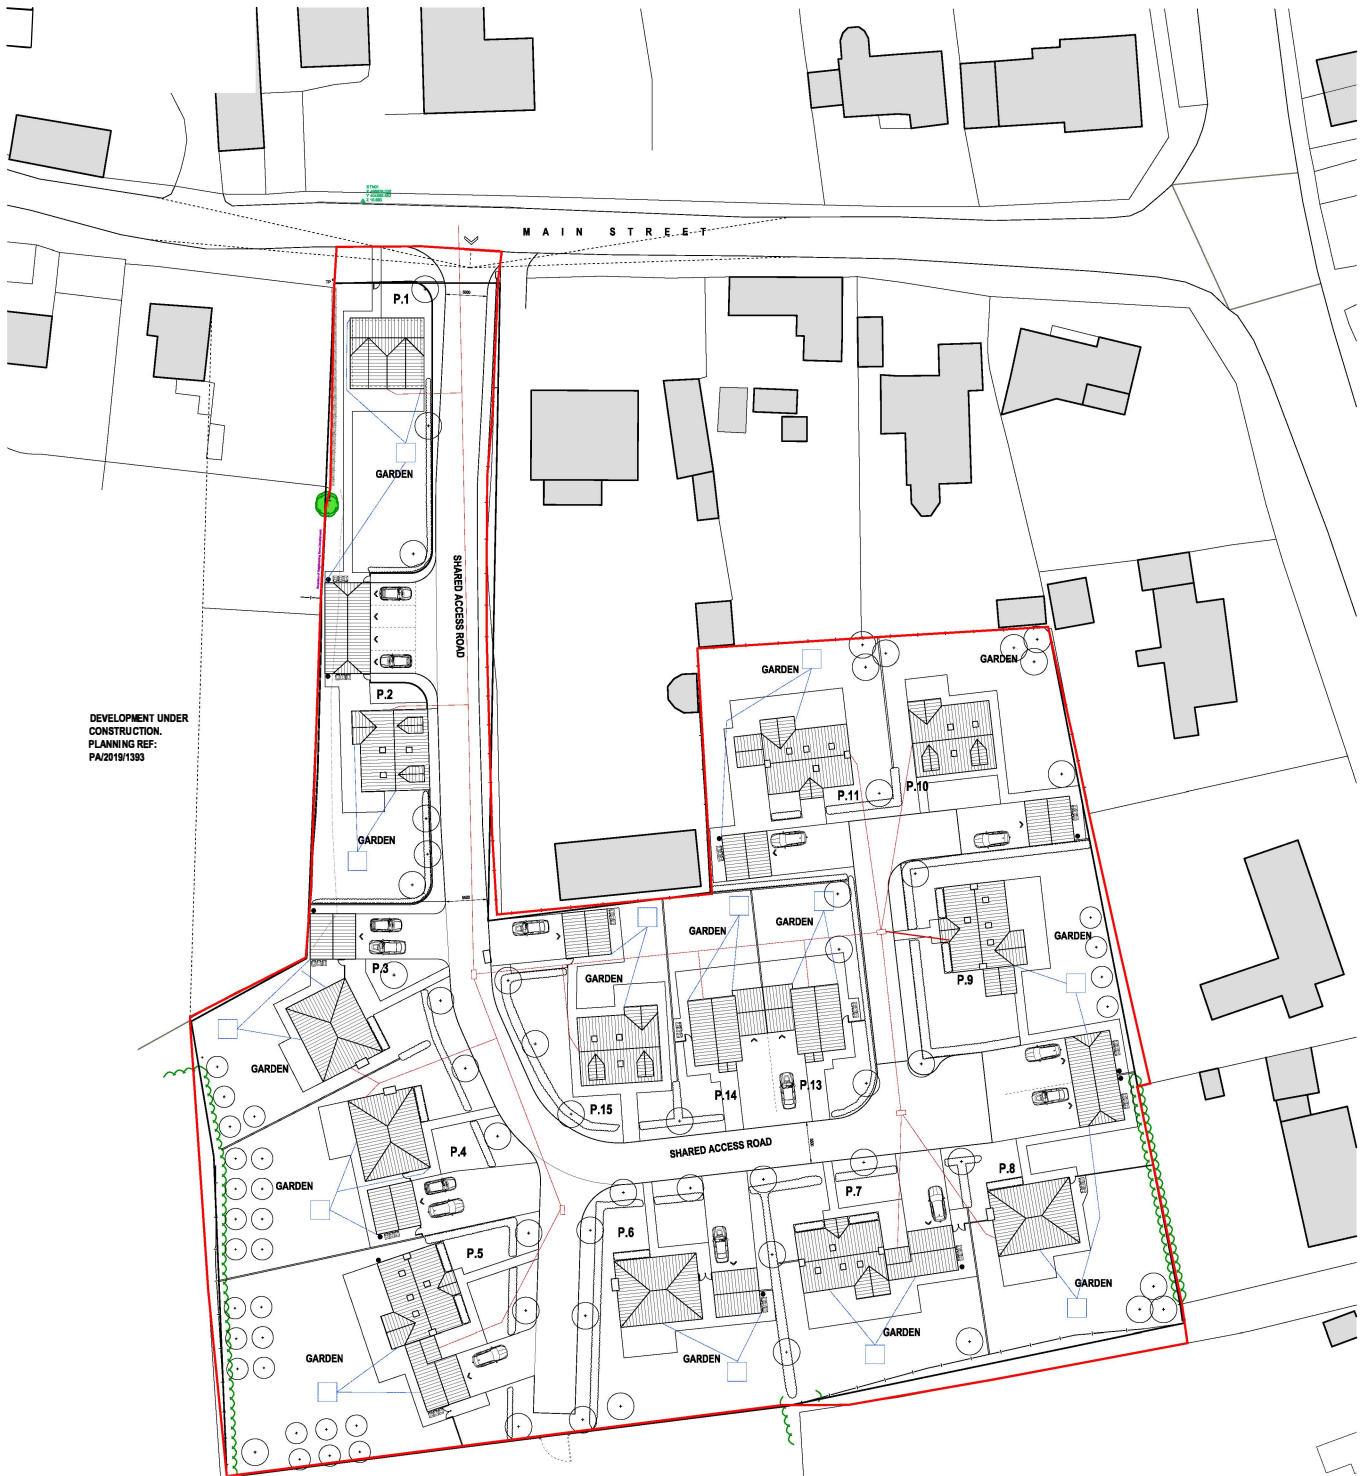 MAIN STREET
P.1
GARDEN
SHARED ACCESS ROAD
P.2
DEVELOPMENT UNDER
CONSTRUCTION.
PLANNING REF:
PA/2019/1393
GARDEN
GARDEN
GARDEN
P.11
P.10
GARDEN
GARDEN
GARDEN
P.3
GARDEN
P.9
GARDEN
P.13
P.14
P.15
SHARED ACCESS ROAD
P.4
GARDEN
P.8
P.7
P.6
P.5
GARDEN
GARDEN
GARDEN
GARDEN
GARDEN